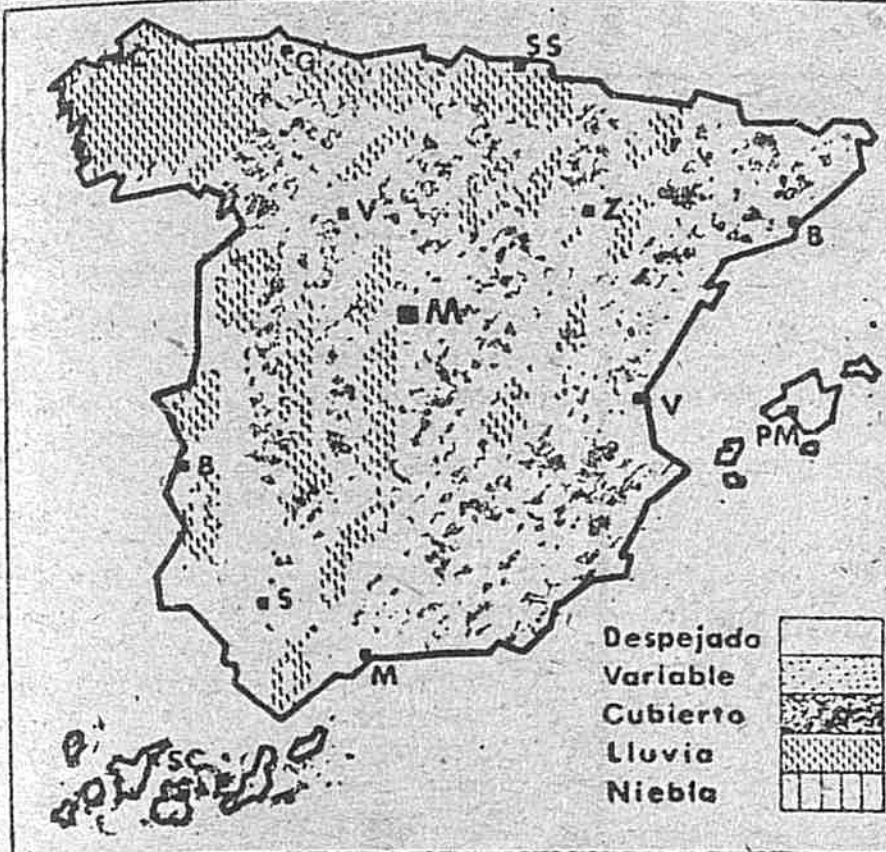 C
G
SS
V
Z
B
M
V
PM
B
S
M
SC
Despejado
Variable
Cubierto
Lluvia
Niebla